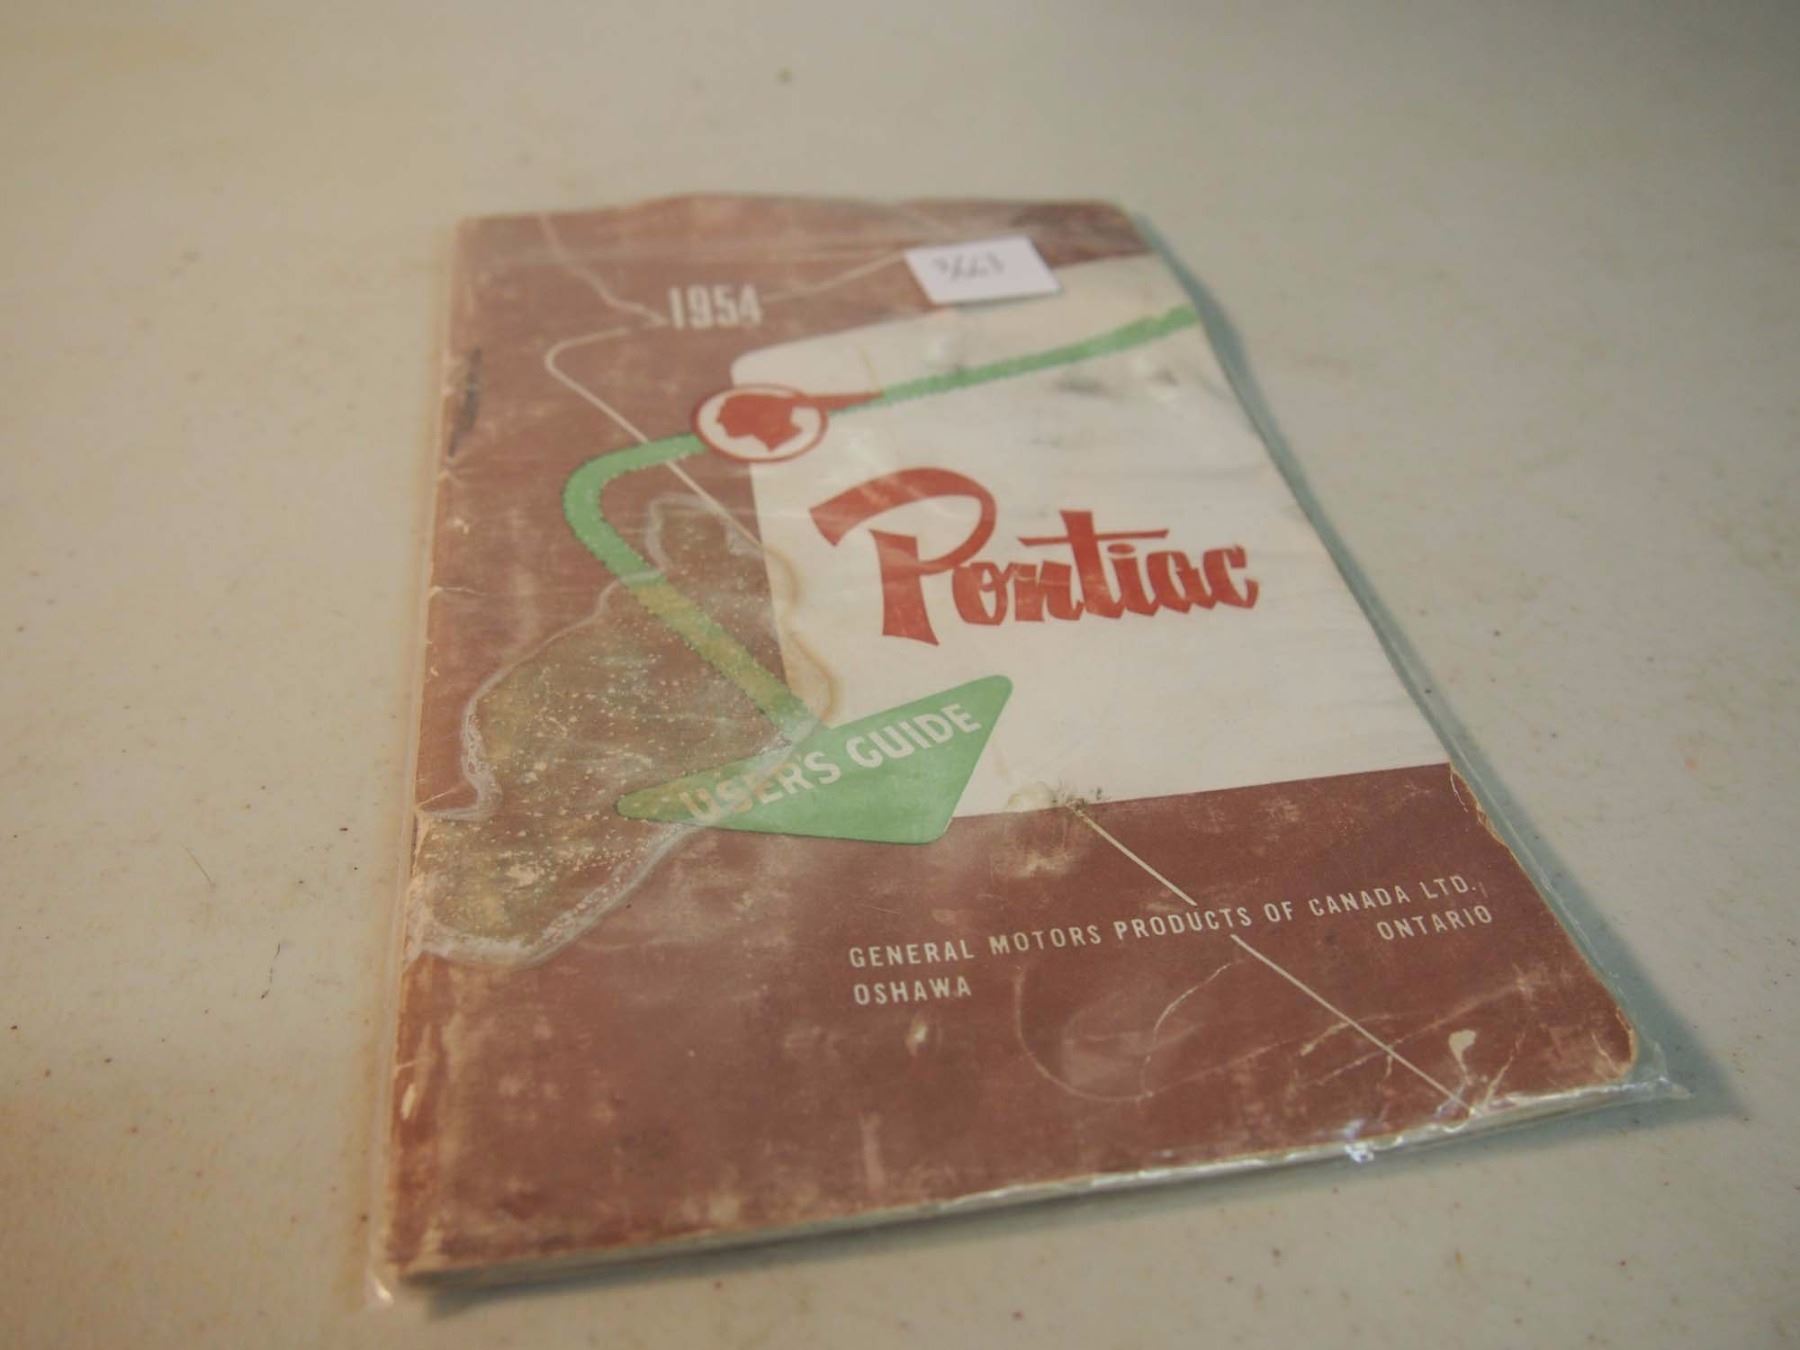 1954
Pontiac
USER'S GUIDE
GENERAL MOTORS PRODUCTS OF CANADA LTD.,
OSHAWA ONTARIO